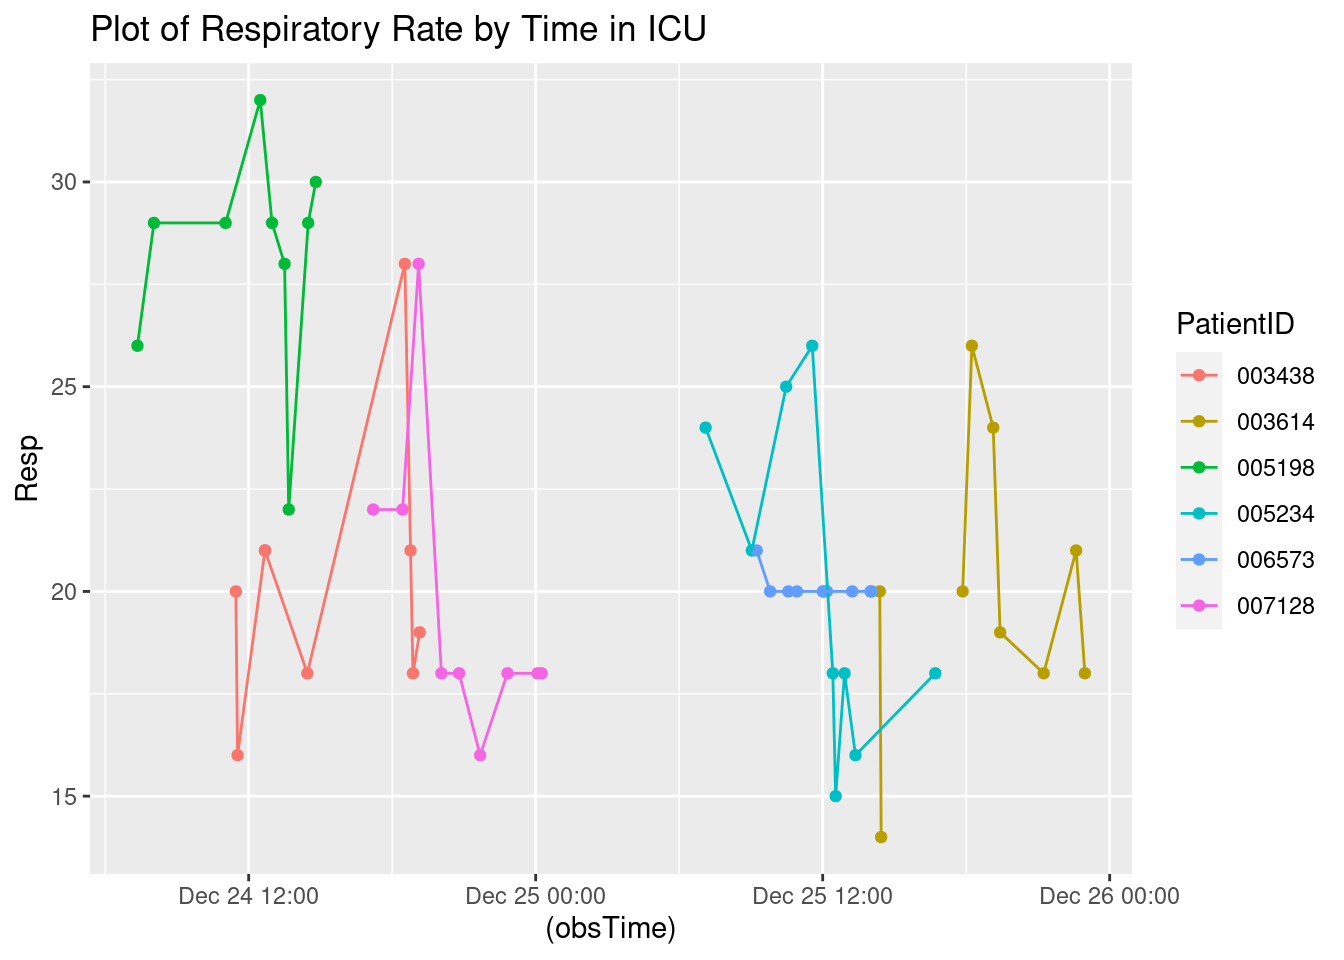 Plot of Respiratory Rate by Time in ICU
Resp
30
25
20
15
Dec 24 12:00
Dec 25 00:00
Dec 25 12:00
Dec 26 00:00
(obsTime)
PatientID
003438
003614
005198
005234
006573
007128